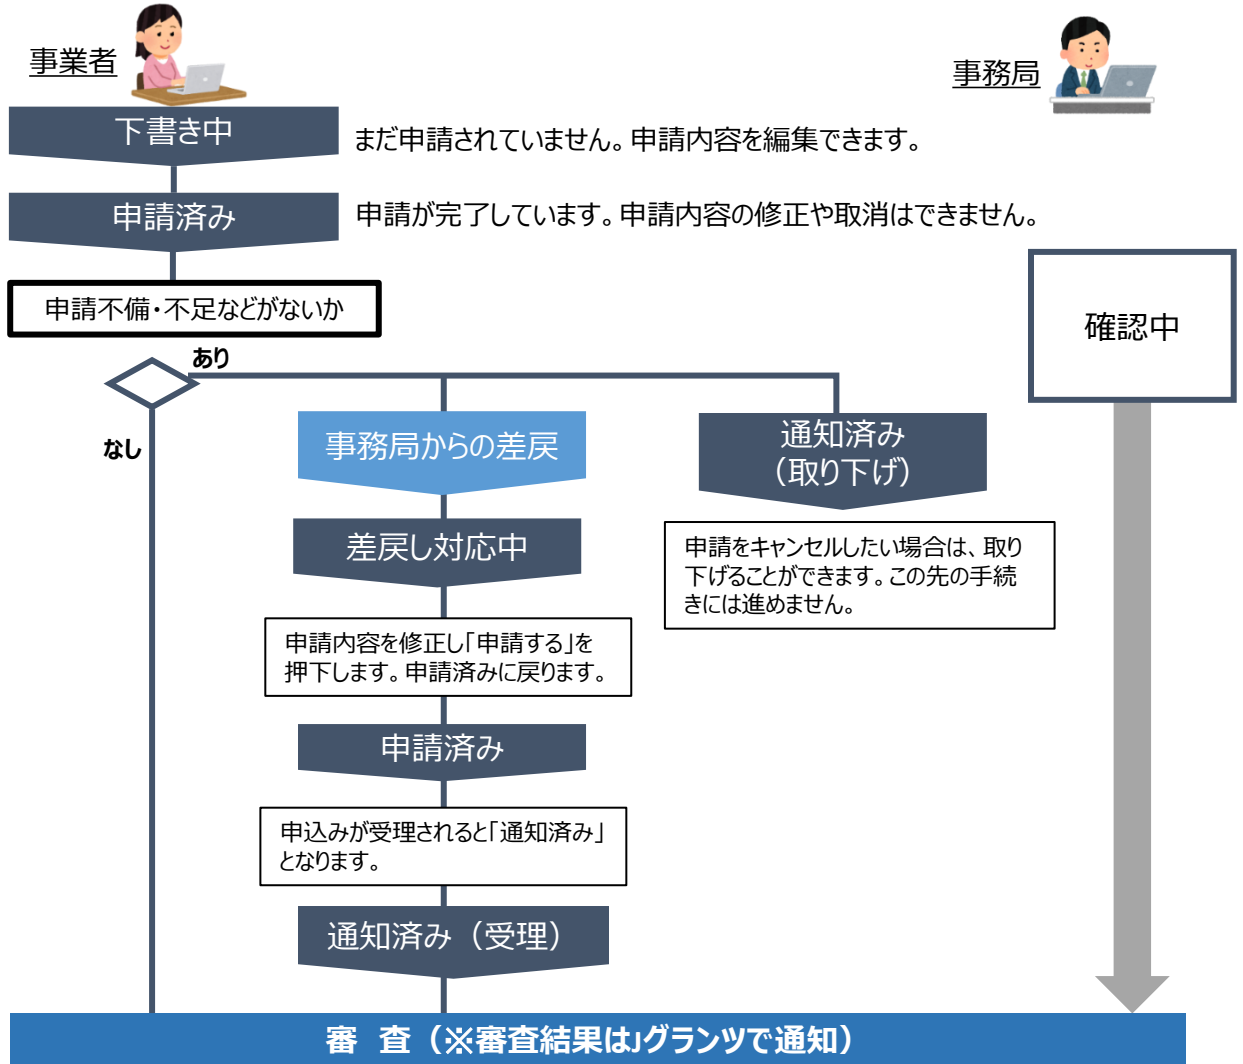 事業者
事務局
下書き中
まだ申請されていません。申請内容を編集できます。
申請済み
申請が完了しています。申請内容の修正や取消はできません。
申請不備・不足などがないか
確認中
あり
なし
事務局からの差戻
通知済み
（取り下げ）
差戻し対応中
申請をキャンセルしたい場合は、取り
下げることができます。この先の手続
きには進めません。
申請内容を修正し「申請する」を
押下します。申請済みに戻ります。
申請済み
申込みが受理されると「通知済み」
となります。
通知済み（受理）
審　査（※審査結果はJグランツで通知）